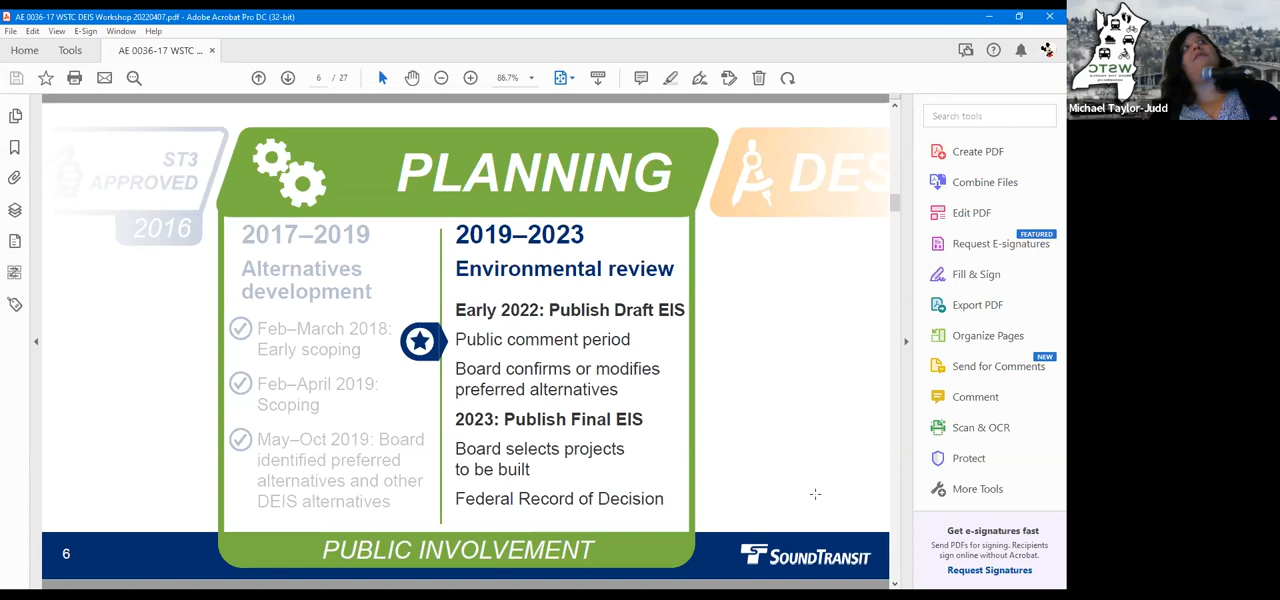 AE 0036-17 WSTC DEIS Workshop 20220407.pdf - Adobe Acrobat Pro DC (32-bit)
File Edit View E-Sign Window Help
Home Tools AE 0036-17 WSTC ... ×
6 / 27
86.7%
ST3
APPROVED
2016
PLANNING
DES
2017–2019
Alternatives
development
Feb–March 2018:
Early scoping
Feb–April 2019:
Scoping
May–Oct 2019: Board
identified preferred
alternatives and other
DEIS alternatives
2019–2023
Environmental review
Early 2022: Publish Draft EIS
Public comment period
Board confirms or modifies
preferred alternatives
2023: Publish Final EIS
Board selects projects
to be built
Federal Record of Decision
PUBLIC INVOLVEMENT
6
SOUNDTRANSIT
Search tools
Create PDF
Combine Files
Edit PDF
FEATURED
Request E-signatures
Fill & Sign
Export PDF
Organize Pages
NEW
Send for Comments
Comment
Scan & OCR
Protect
More Tools
Get e-signatures fast
Send PDFs for signing. Recipients
sign online without Acrobat.
Request Signatures
WSTC
Michael Taylor-Judd